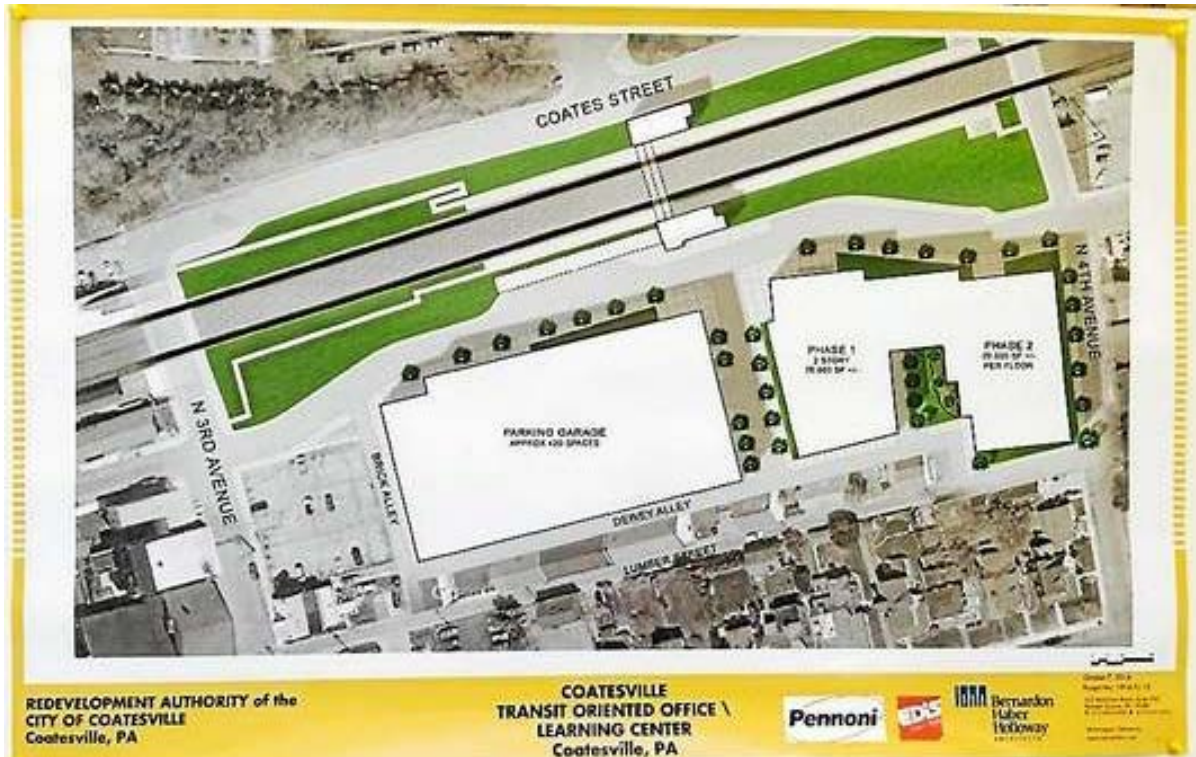 COATES STREET
N 3RD AVENUE
N 4TH AVENUE
BRICK ALLEY
PARKING GARAGE
PHASE 1
2 STORY
PHASE 2
PER FLOOR
DEWEY ALLEY
LUMBER STREET
REDEVELOPMENT AUTHORITY of the
CITY OF COATESVILLE
Coatesville, PA
COATESVILLE
TRANSIT ORIENTED OFFICE \
LEARNING CENTER
Coatesville, PA
Pennoni
EDiS
Bernardon
Haber
Holloway
ARCHITECTS